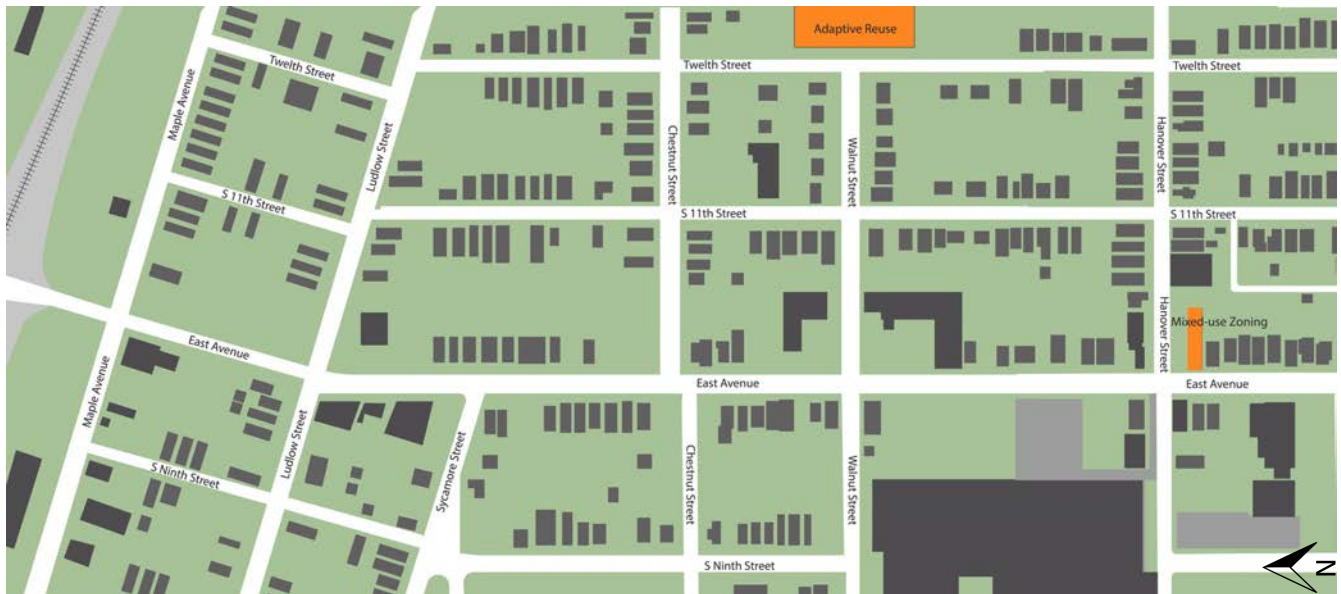 Adaptive Reuse
Twelth Street
Twelth Street
Twelth Street
Maple Avenue
Ludlow Street
Chestnut Street
Walnut Street
Hanover Street
S 11th Street
S 11th Street
S 11th Street
Hanover Street
Mixed-use Zoning
East Avenue
East Avenue
East Avenue
Maple Avenue
Ludlow Street
Sycamore Street
Chestnut Street
Walnut Street
S Ninth Street
S Ninth Street
N